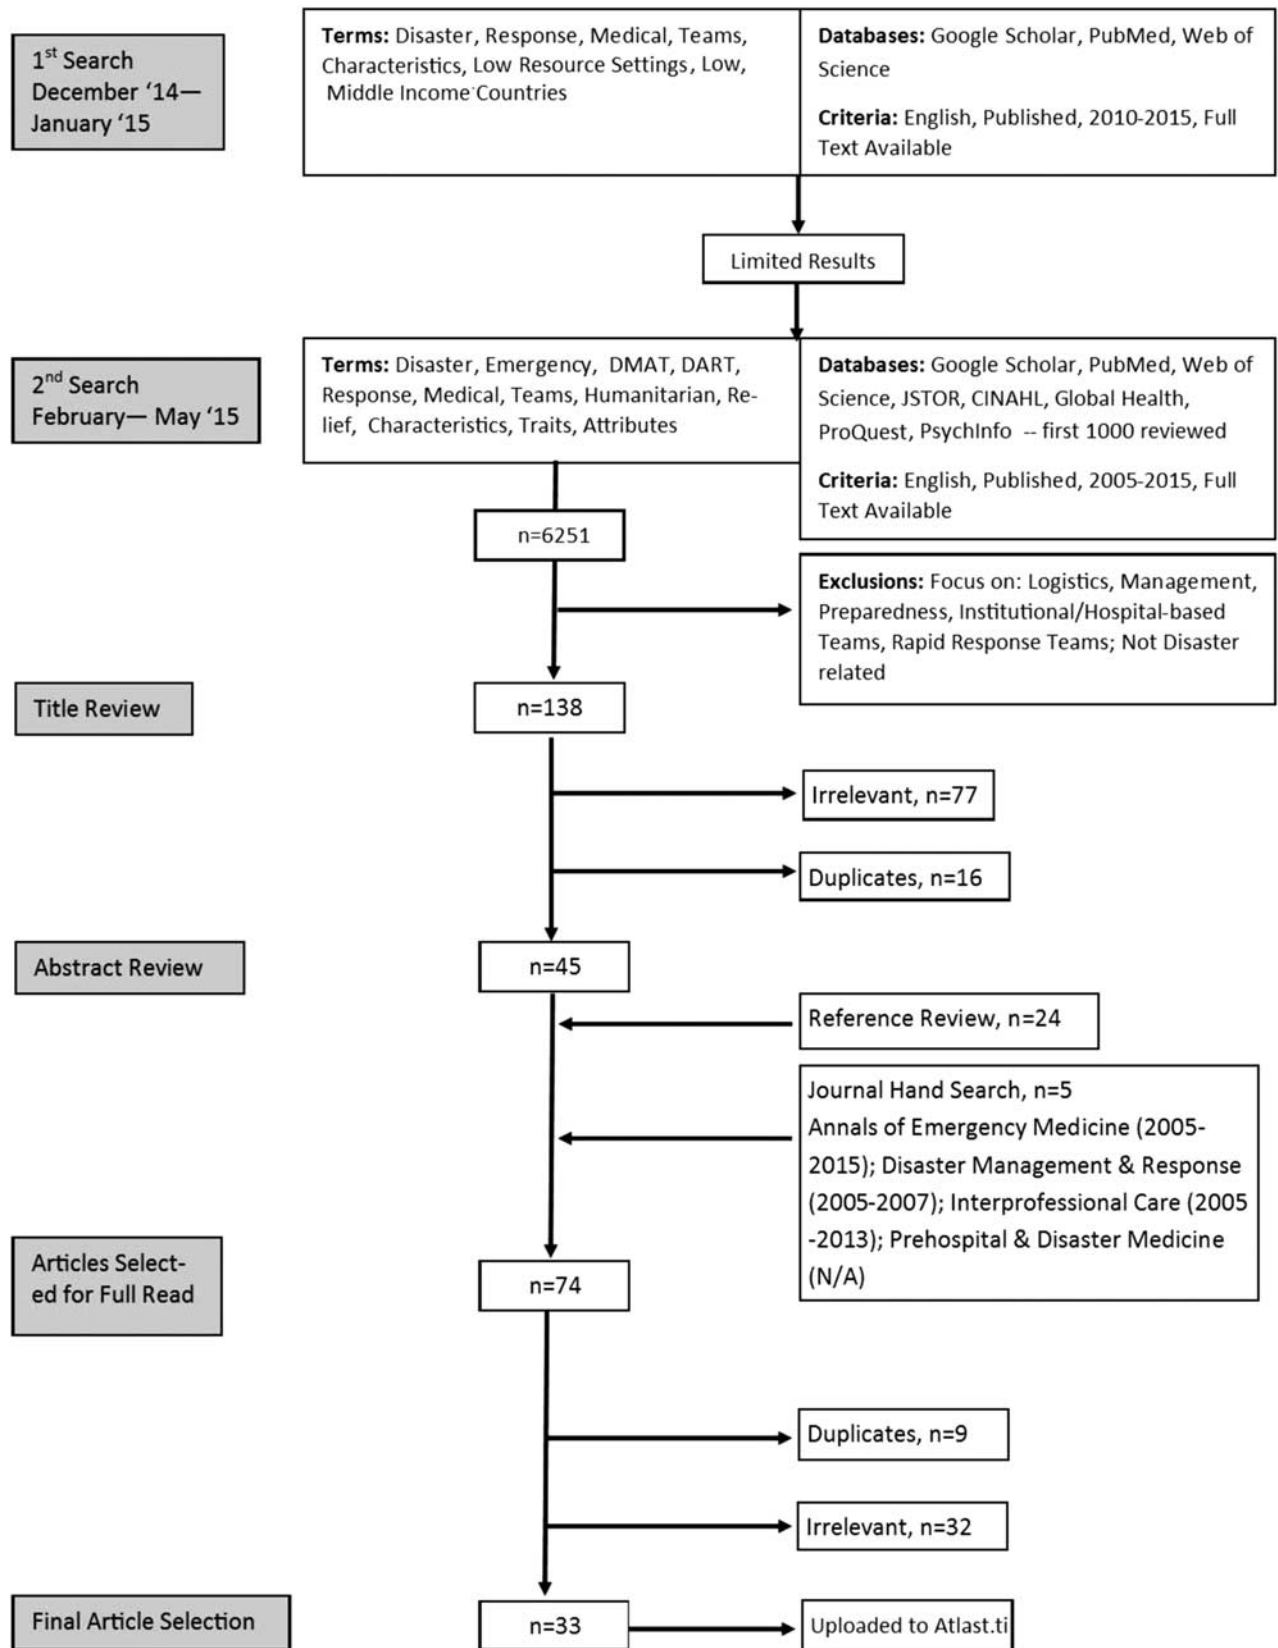 1st Search
December ‘14—
January ‘15
Terms: Disaster, Response, Medical, Teams,
Characteristics, Low Resource Settings, Low,
Middle Income Countries
Databases: Google Scholar, PubMed, Web of
Science
Criteria: English, Published, 2010-2015, Full
Text Available
Limited Results
2nd Search
February— May ‘15
Terms: Disaster, Emergency, DMAT, DART,
Response, Medical, Teams, Humanitarian, Re-
lief, Characteristics, Traits, Attributes
Databases: Google Scholar, PubMed, Web of
Science, JSTOR, CINAHL, Global Health,
ProQuest, PsychInfo -- first 1000 reviewed
Criteria: English, Published, 2005-2015, Full
Text Available
n=6251
Exclusions: Focus on: Logistics, Management,
Preparedness, Institutional/Hospital-based
Teams, Rapid Response Teams; Not Disaster
related
Title Review
n=138
Irrelevant, n=77
Duplicates, n=16
Abstract Review
n=45
Reference Review, n=24
Journal Hand Search, n=5
Annals of Emergency Medicine (2005-
2015); Disaster Management & Response
(2005-2007); Interprofessional Care (2005
-2013); Prehospital & Disaster Medicine
(N/A)
Articles Select-
ed for Full Read
n=74
Duplicates, n=9
Irrelevant, n=32
Final Article Selection
n=33
Uploaded to Atlast.ti